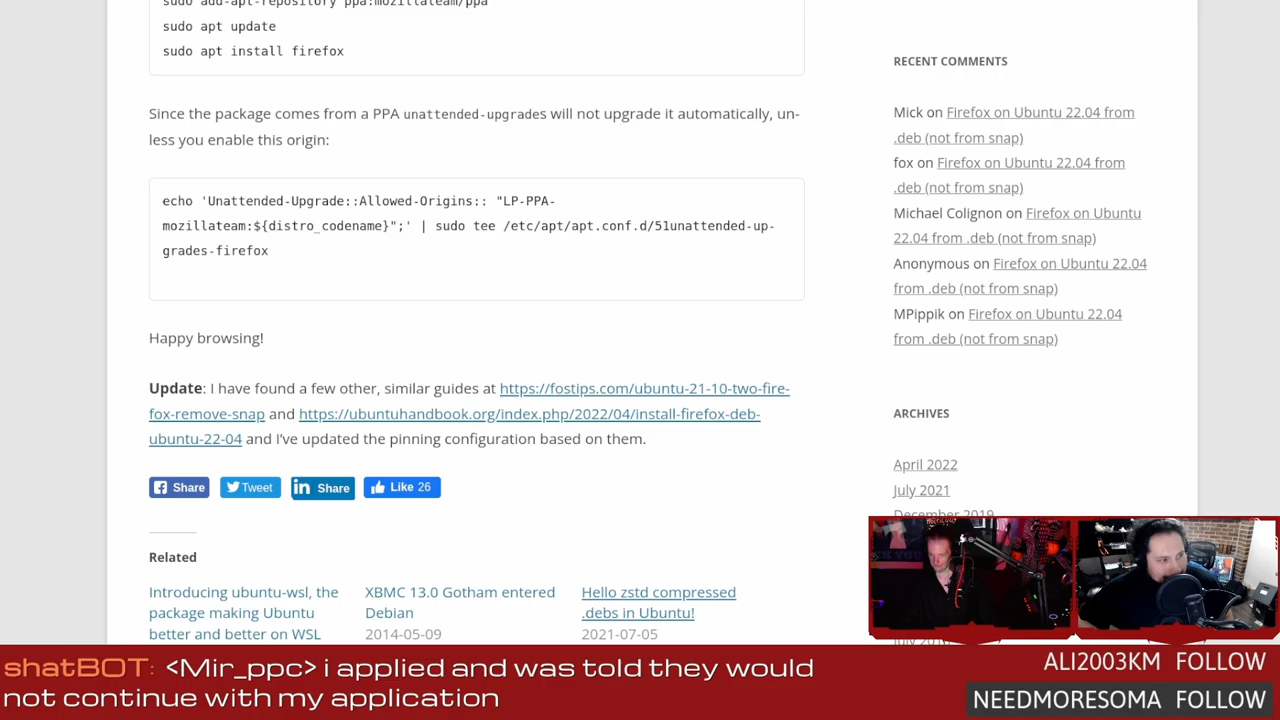 sudo add-apt-repository ppa:mozillateam/ppa
sudo apt update
sudo apt install firefox
Since the package comes from a PPA unattended-upgrades will not upgrade it automatically, un-
less you enable this origin:
echo 'Unattended-Upgrade::Allowed-Origins:: "LP-PPA-
mozillateam:${distro_codename}";' | sudo tee /etc/apt/apt.conf.d/51unattended-up-
grades-firefox
Happy browsing!
Update: I have found a few other, similar guides at https://fostips.com/ubuntu-21-10-two-fire-
fox-remove-snap and https://ubuntuhandbook.org/index.php/2022/04/install-firefox-deb-
ubuntu-22-04 and I've updated the pinning configuration based on them.
Share
Tweet
Share
Like 26
Related
Introducing ubuntu-wsl, the
package making Ubuntu
better and better on WSL
XBMC 13.0 Gotham entered
Debian
2014-05-09
Hello zstd compressed
.debs in Ubuntu!
2021-07-05
RECENT COMMENTS
Mick on Firefox on Ubuntu 22.04 from
.deb (not from snap)
fox on Firefox on Ubuntu 22.04 from
.deb (not from snap)
Michael Colignon on Firefox on Ubuntu
22.04 from .deb (not from snap)
Anonymous on Firefox on Ubuntu 22.04
from .deb (not from snap)
MPippik on Firefox on Ubuntu 22.04
from .deb (not from snap)
ARCHIVES
April 2022
July 2021
December 2019
shatBOT: <Mir_ppc> i applied and was told they would
not continue with my application
ALI2003KM FOLLOW
NEEDMORESOMA FOLLOW